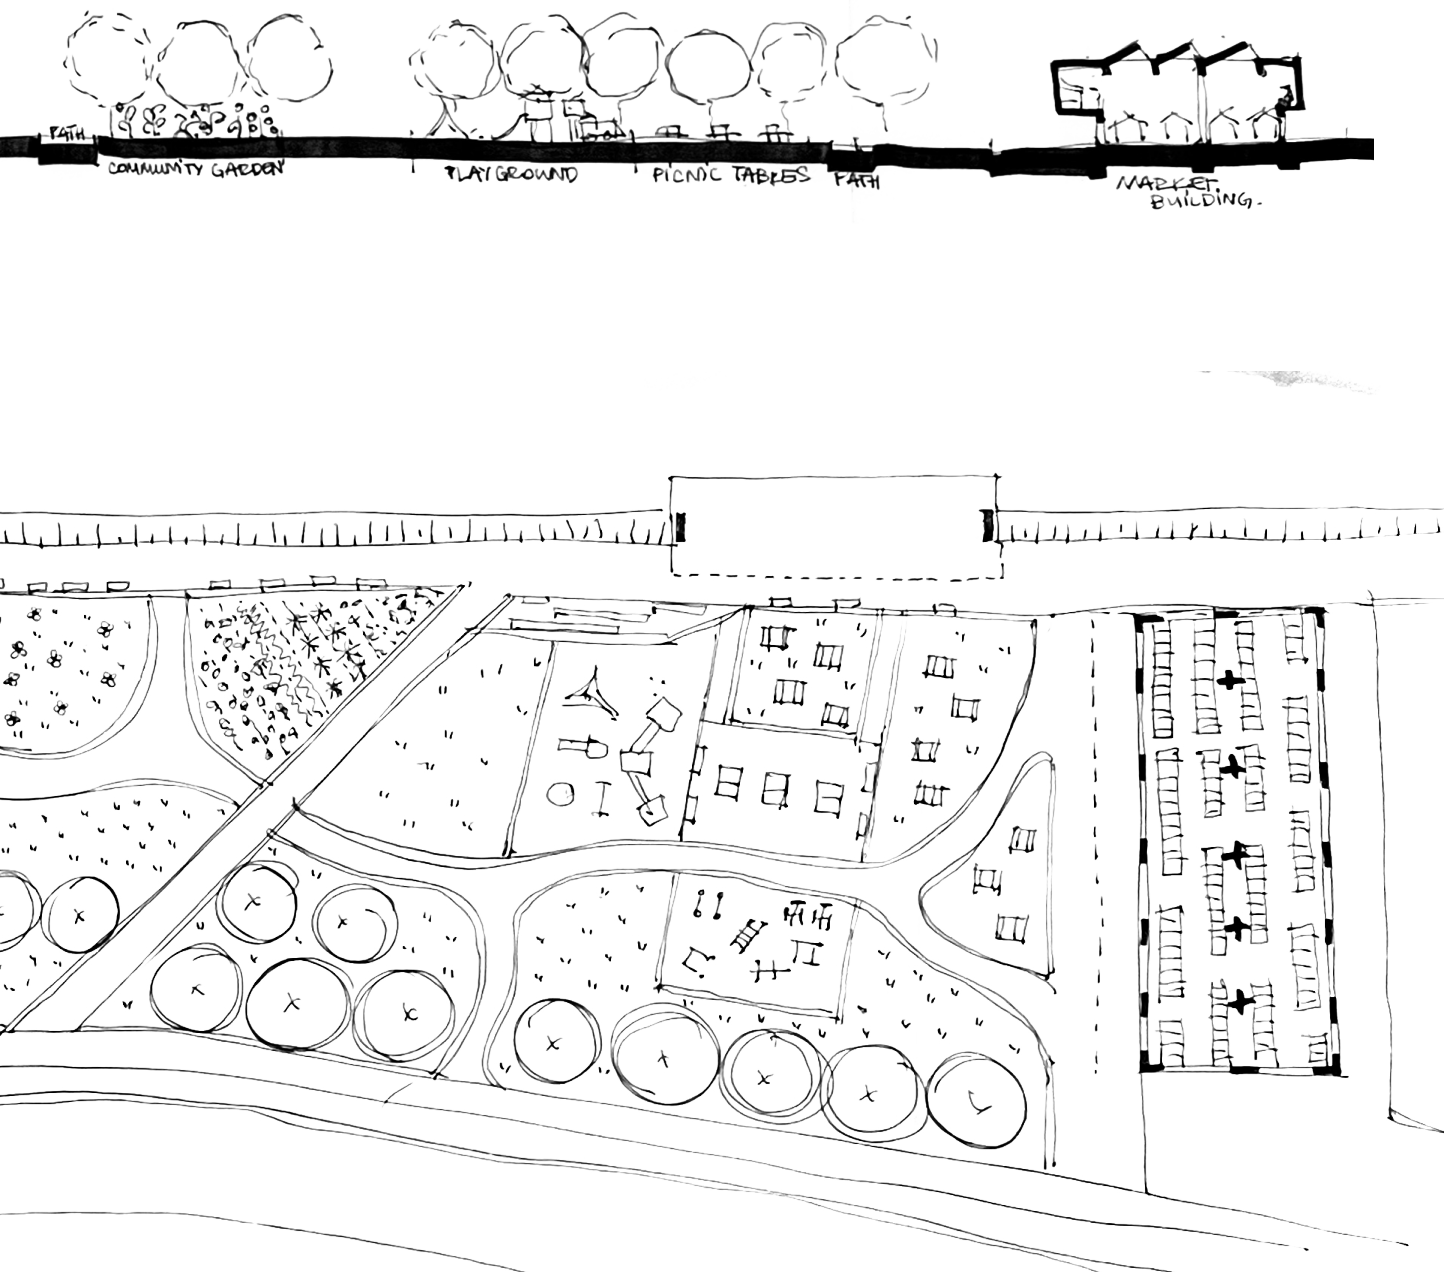 PATH
COMMUNITY GARDEN
PLAYGROUND
PICNIC TABLES
PATH
MARKET.
BUILDING.